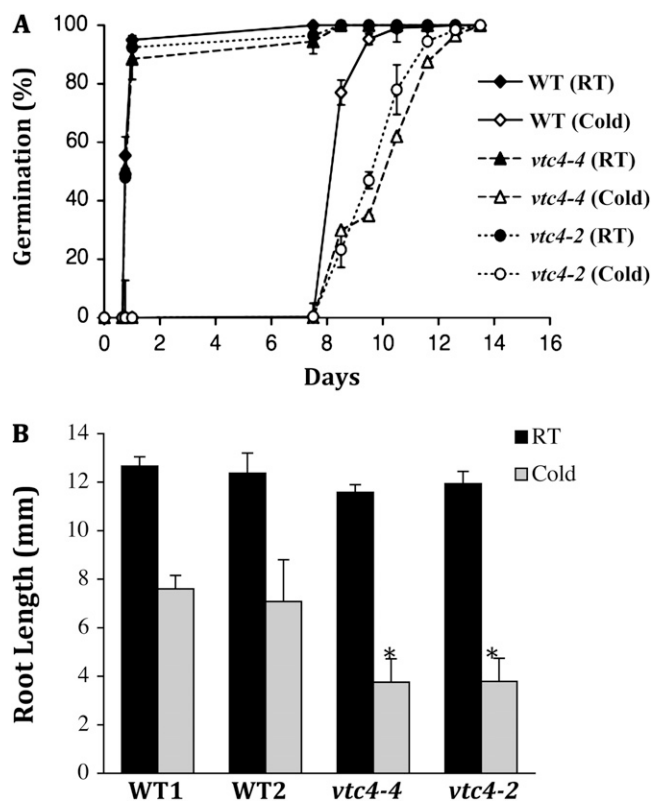 A
Germination (%)
100
80
60
40
20
0
0 2 4 6 8 10 12 14 16
Days
WT (RT)
WT (Cold)
vtc4-4 (RT)
vtc4-4 (Cold)
vtc4-2 (RT)
vtc4-2 (Cold)
B
Root Length (mm)
14
12
10
8
6
4
2
0
RT
Cold
*
*
WT1 WT2 vtc4-4 vtc4-2